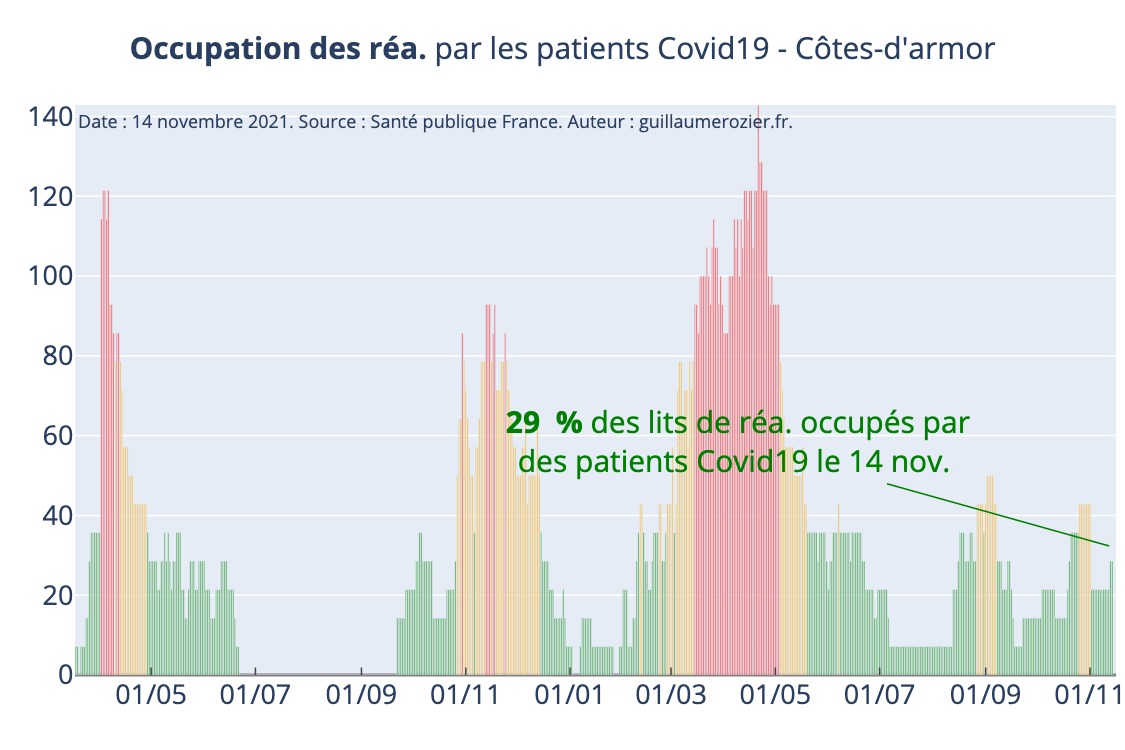 Occupation des réa. par les patients Covid19 - Côtes-d'armor
140
Date : 14 novembre 2021. Source : Santé publique France. Auteur : guillaumerozier.fr.
120
100
80
60
29 % des lits de réa. occupés par
des patients Covid19 le 14 nov.
40
20
0
01/05 01/07 01/09 01/11 01/01 01/03 01/05 01/07 01/09 01/11